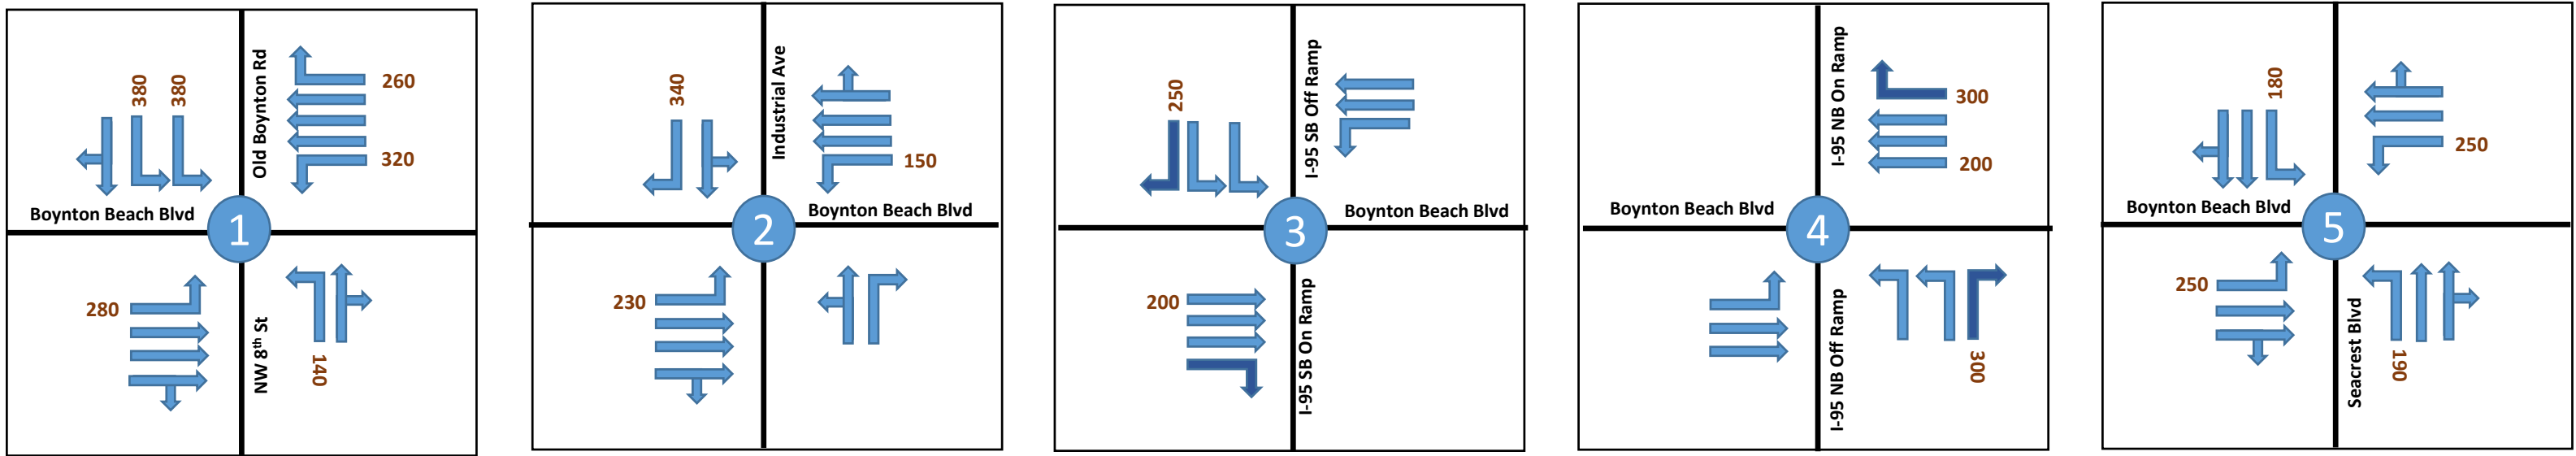 Old Boynton Rd
380
380
260
320
Boynton Beach Blvd
1
280
NW 8th St
140
Industrial Ave
340
150
Boynton Beach Blvd
2
230
I-95 SB Off Ramp
250
Boynton Beach Blvd
3
200
I-95 SB On Ramp
I-95 NB On Ramp
300
200
Boynton Beach Blvd
4
I-95 NB Off Ramp
300
180
250
Boynton Beach Blvd
5
250
Seacrest Blvd
190